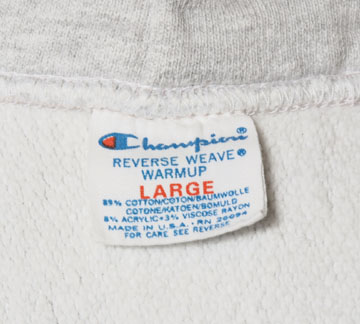 Champion®
REVERSE WEAVE®
WARMUP
LARGE
89% COTTON/COTON/BAUMWOLLE
COTONE/KATOEN/BOMULD
8% ACRYLIC•3% VISCOSE RAYON
MADE IN U.S.A. • RN 26094
FOR CARE SEE REVERSE